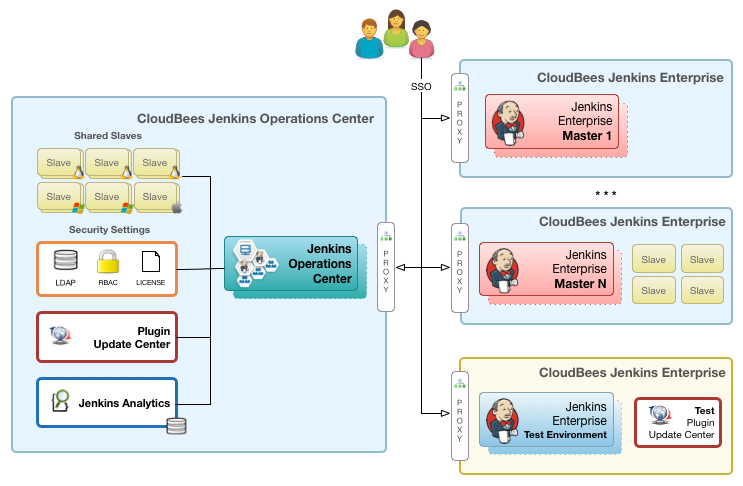 SSO
CloudBees Jenkins Operations Center
Shared Slaves
Slave
Slave
Slave
Slave
Slave
Slave
Security Settings
LDAP
RBAC
LICENSE
Plugin
Update Center
Jenkins Analytics
Jenkins
Operations
Center
PROXY
CloudBees Jenkins Enterprise
PROXY
Jenkins
Enterprise
Master 1
* * *
CloudBees Jenkins Enterprise
PROXY
Jenkins
Enterprise
Master N
Slave
Slave
Slave
Slave
CloudBees Jenkins Enterprise
PROXY
Jenkins
Enterprise
Test Environment
Test
Plugin
Update Center